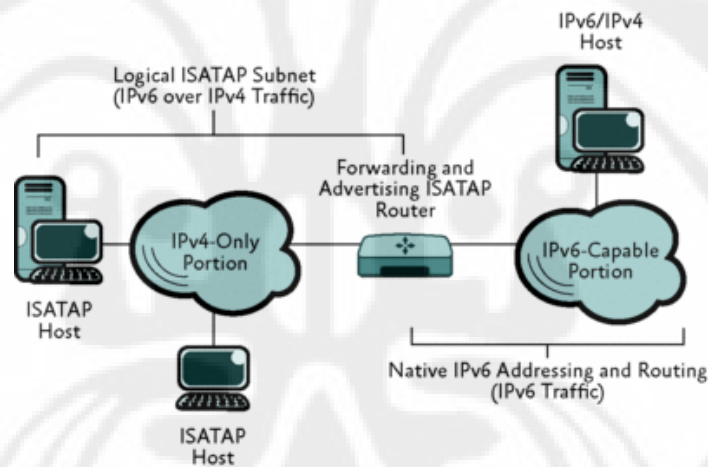 IPv6/IPv4
Host
Logical ISATAP Subnet
(IPv6 over IPv4 Traffic)
Forwarding and
Advertising ISATAP
Router
IPv4-Only
Portion
IPv6-Capable
Portion
ISATAP
Host
Native IPv6 Addressing and Routing
(IPv6 Traffic)
ISATAP
Host